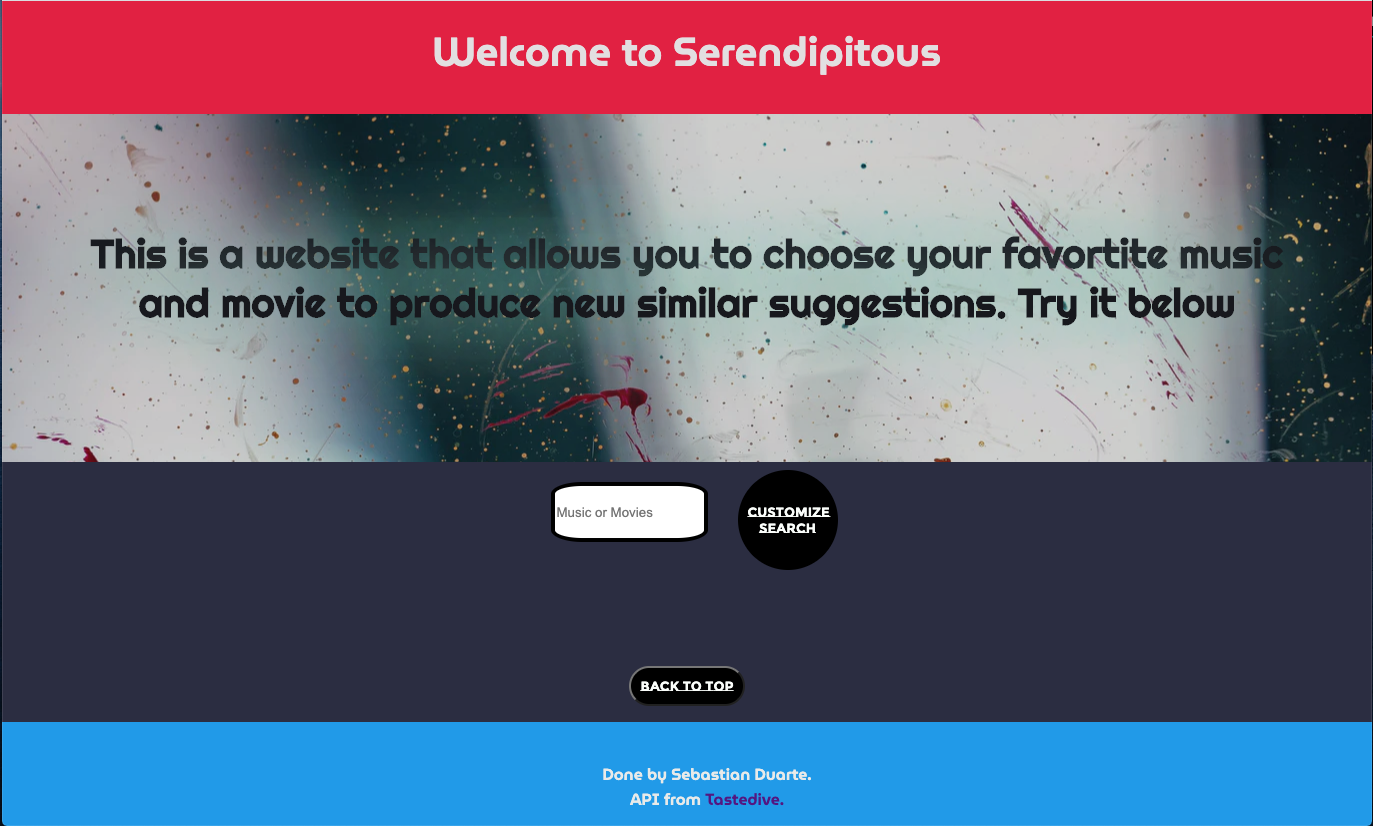 Welcome to Serendipitous
This is a website that allows you to choose your favortite music
and movie to produce new similar suggestions. Try it below
Music or Movies
CUSTOMIZE
SEARCH
BACK TO TOP
Done by Sebastian Duarte.
API from Tastedive.